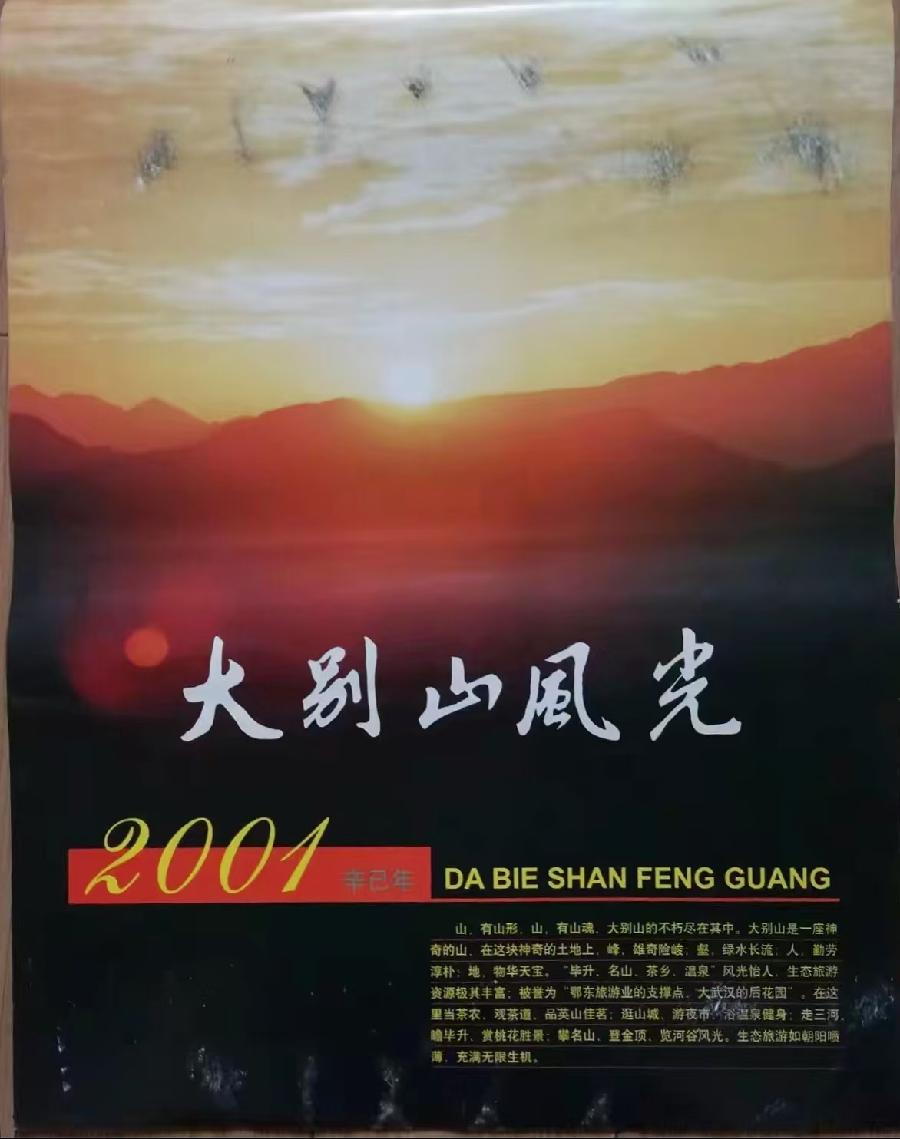 大别山風光
2001
辛巳年
DA BIE SHAN FENG GUANG
山，有山形，山，有山魂，大别山的不朽尽在其中。大别山是一座神
奇的山，在这块神奇的土地上，峰，雄奇险峻；壑，绿水长流；人，勤劳
淳朴；地，物华天宝。“毕升、名山、茶乡、温泉”风光怡人，生态旅游
资源极其丰富；被誉为“鄂东旅游业的支撑点、大武汉的后花园”。在这
里当茶农、观茶道、品英山佳茗；逛山城、游夜市、浴温泉健身；走三河、
瞻毕升、赏桃花胜景；攀名山、登金顶、览河谷风光。生态旅游如朝阳喷
薄，充满无限生机。